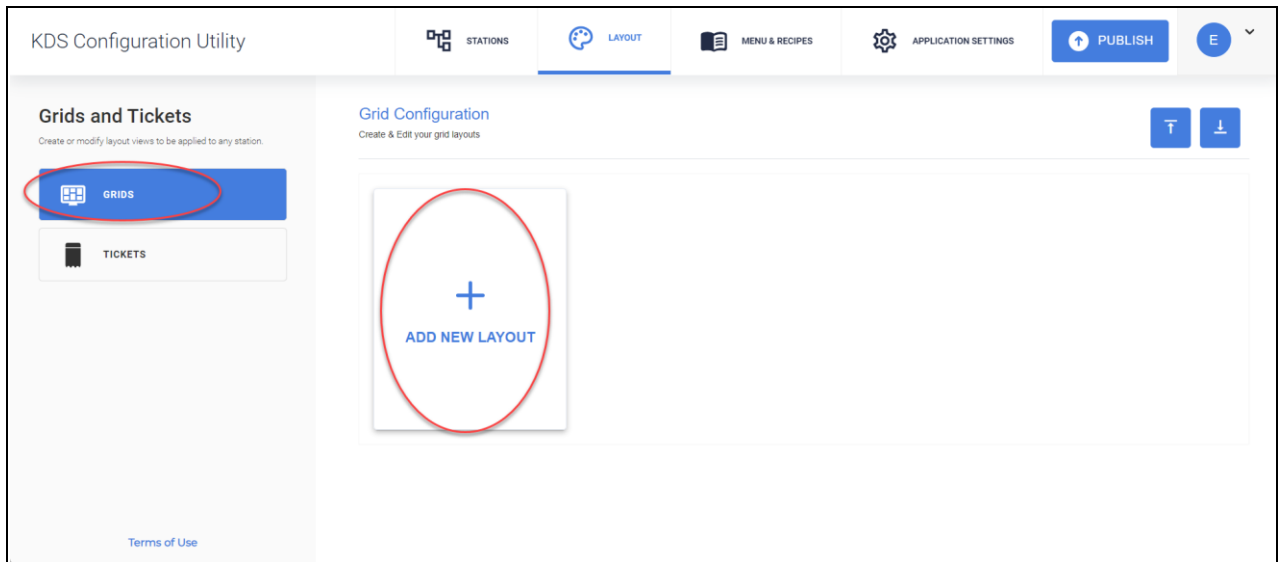 KDS Configuration Utility
STATIONS
LAYOUT
MENU & RECIPES
APPLICATION SETTINGS
PUBLISH
E
Grids and Tickets
Create or modify layout views to be applied to any station.
GRIDS
TICKETS
Grid Configuration
Create & Edit your grid layouts
ADD NEW LAYOUT
Terms of Use